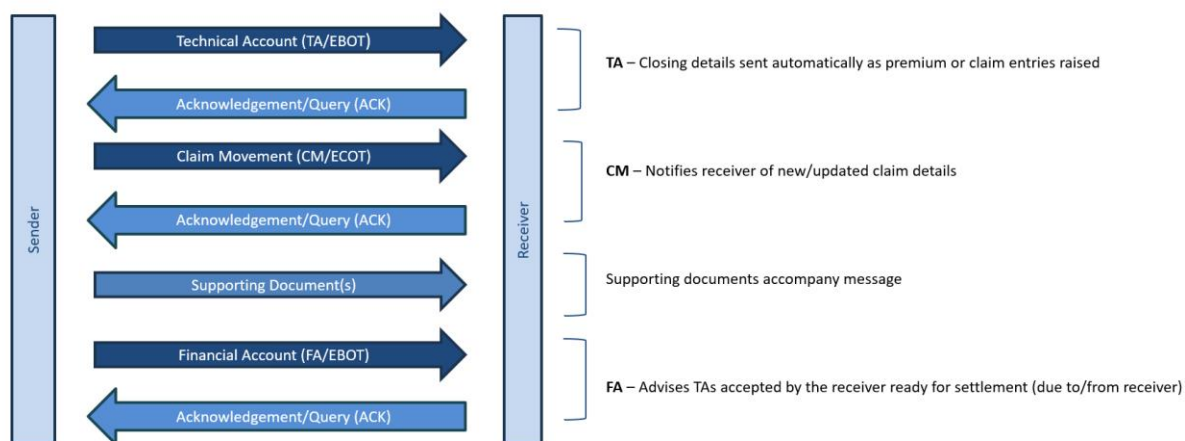 Sender
Technical Account (TA/EBOT)
Acknowledgement/Query (ACK)
Claim Movement (CM/ECOT)
Acknowledgement/Query (ACK)
Supporting Document(s)
Financial Account (FA/EBOT)
Acknowledgement/Query (ACK)
Receiver
TA – Closing details sent automatically as premium or claim entries raised
CM – Notifies receiver of new/updated claim details
Supporting documents accompany message
FA – Advises TAs accepted by the receiver ready for settlement (due to/from receiver)